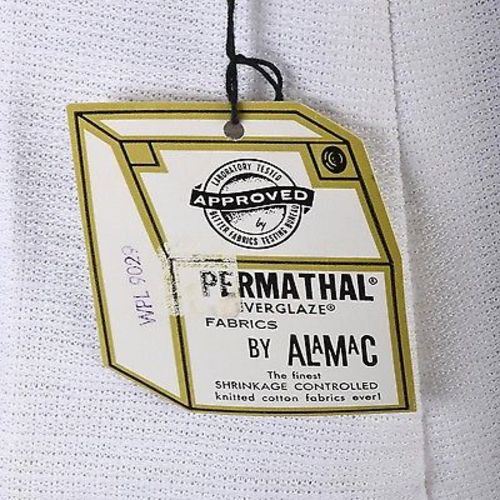 LABORATORY TESTED
APPROVED
by
BETTER FABRICS TESTING BUREAU
WPL 9029
PERMATHAL®
EVERGLAZE®
FABRICS
BY ALAMAC
The finest
SHRINKAGE CONTROLLED
knitted cotton fabrics ever!